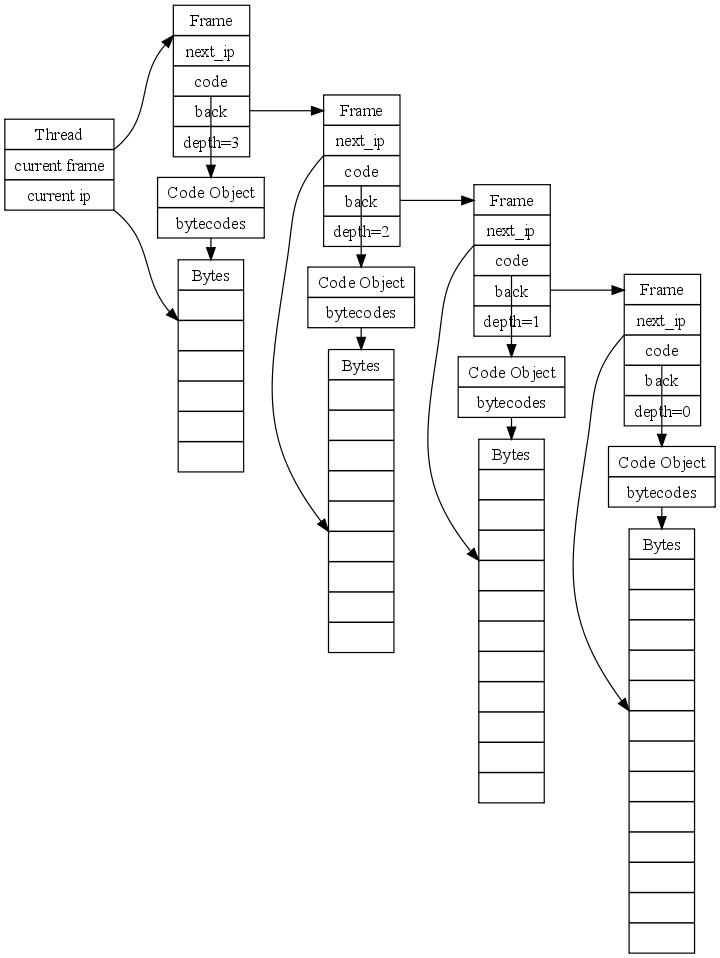 Thread
current frame
current ip
Frame
next_ip
code
back
depth=3
Code Object
bytecodes
Bytes
Frame
next_ip
code
back
depth=2
Code Object
bytecodes
Bytes
Frame
next_ip
code
back
depth=1
Code Object
bytecodes
Bytes
Frame
next_ip
code
back
depth=0
Code Object
bytecodes
Bytes